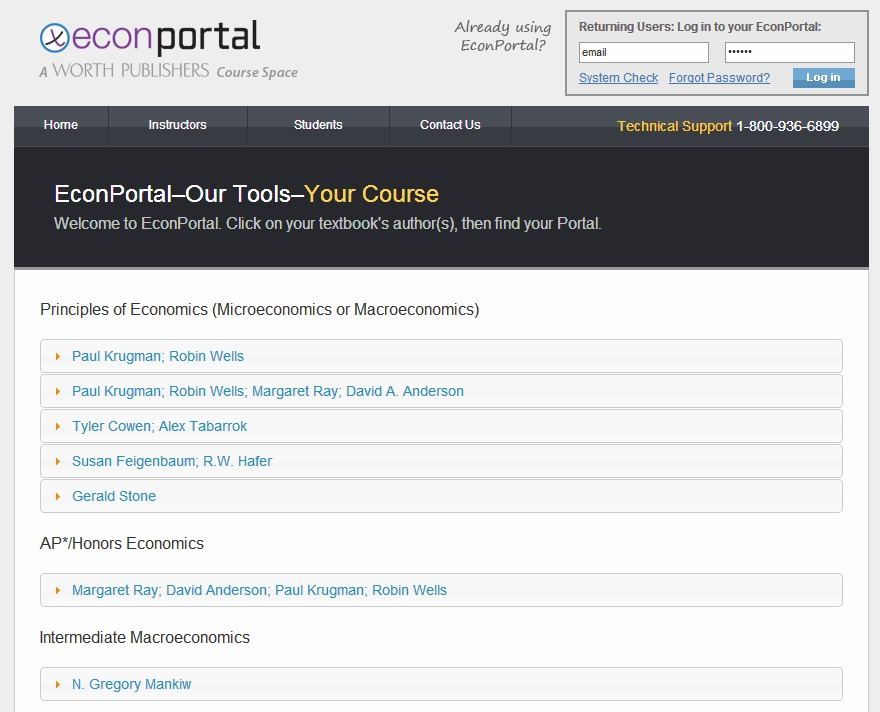 econportal
A WORTH PUBLISHERS Course Space
Already using
EconPortal?
Returning Users: Log in to your EconPortal:
email
••••••
System Check Forgot Password? Log in
Home Instructors Students Contact Us Technical Support 1-800-936-6899
EconPortal–Our Tools–Your Course
Welcome to EconPortal. Click on your textbook's author(s), then find your Portal.
Principles of Economics (Microeconomics or Macroeconomics)
Paul Krugman; Robin Wells
Paul Krugman; Robin Wells; Margaret Ray; David A. Anderson
Tyler Cowen; Alex Tabarrok
Susan Feigenbaum; R.W. Hafer
Gerald Stone
AP*/Honors Economics
Margaret Ray; David Anderson; Paul Krugman; Robin Wells
Intermediate Macroeconomics
N. Gregory Mankiw